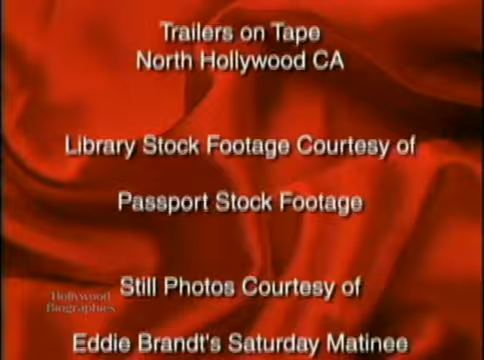 Trailers on Tape
North Hollywood CA
Library Stock Footage Courtesy of
Passport Stock Footage
Still Photos Courtesy of
Hollywood
Biographies
Eddie Brandt's Saturday Matinee